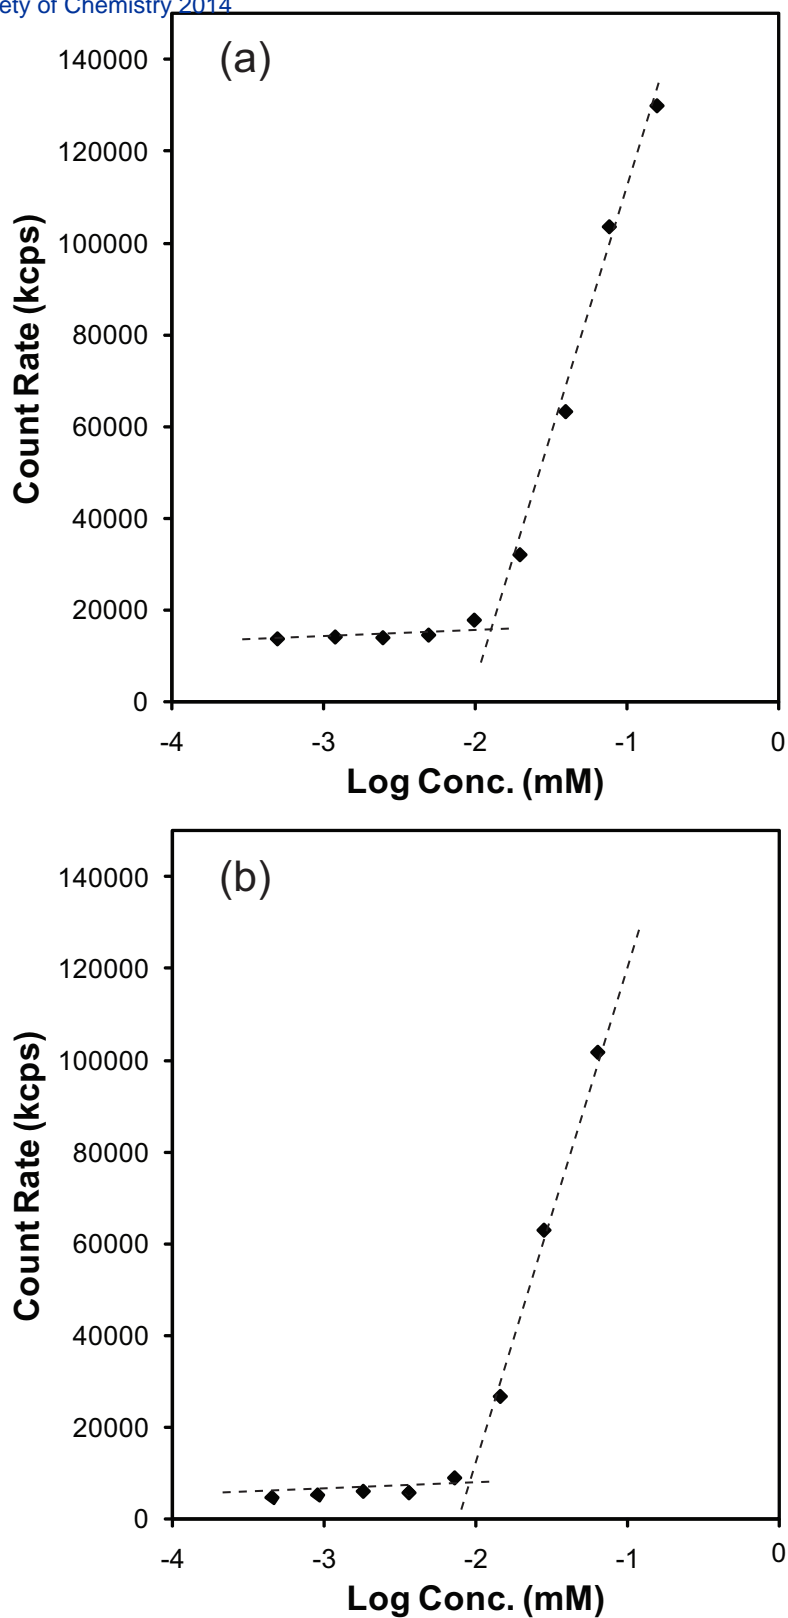 ety of Chemistry 2014
(a)
140000
120000
100000
80000
60000
40000
20000
0
Count Rate (kcps)
-4 -3 -2 -1 0
Log Conc. (mM)
(b)
140000
120000
100000
80000
60000
40000
20000
0
Count Rate (kcps)
-4 -3 -2 -1 0
Log Conc. (mM)